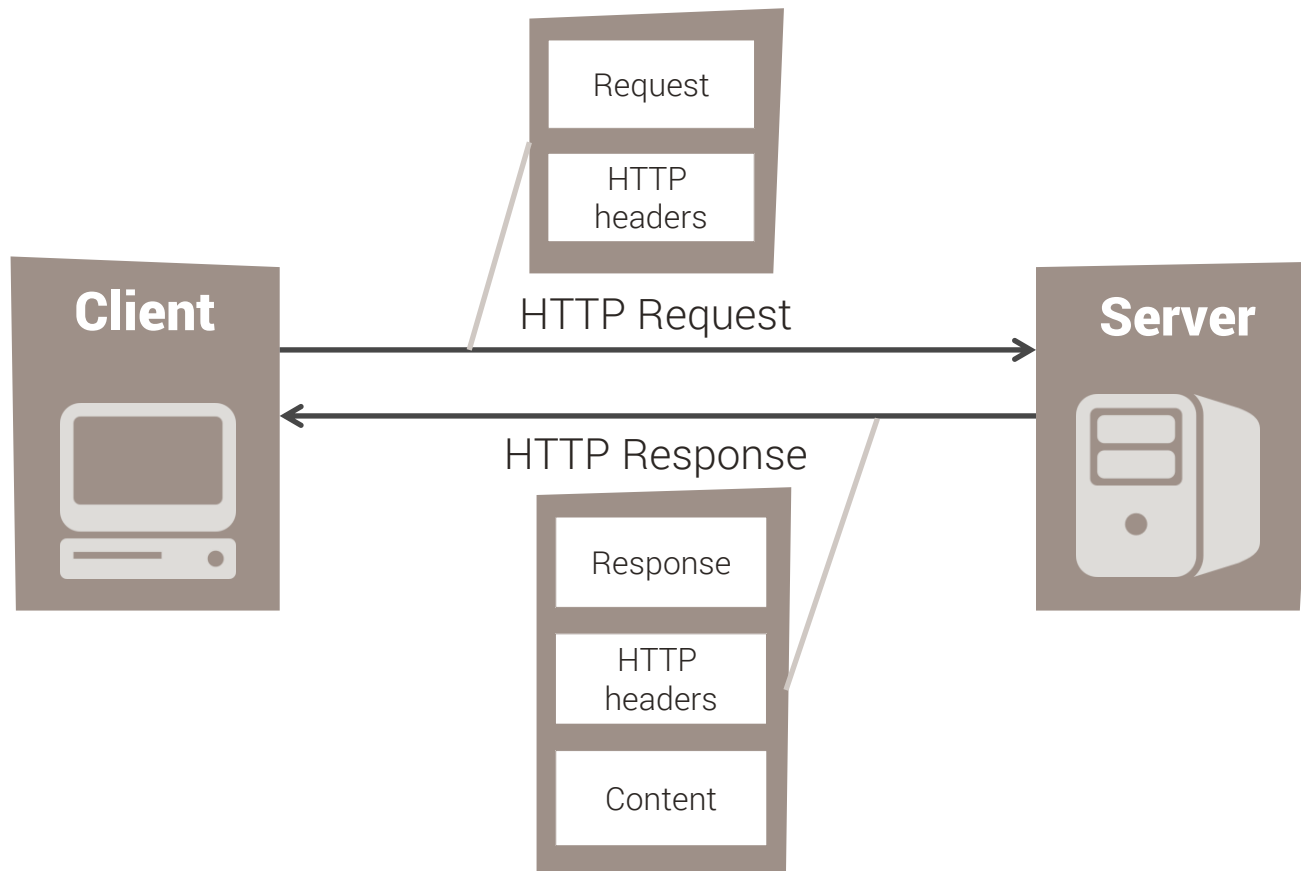 Request
HTTP
headers
HTTP Request
Client
Server
HTTP Response
Response
HTTP
headers
Content